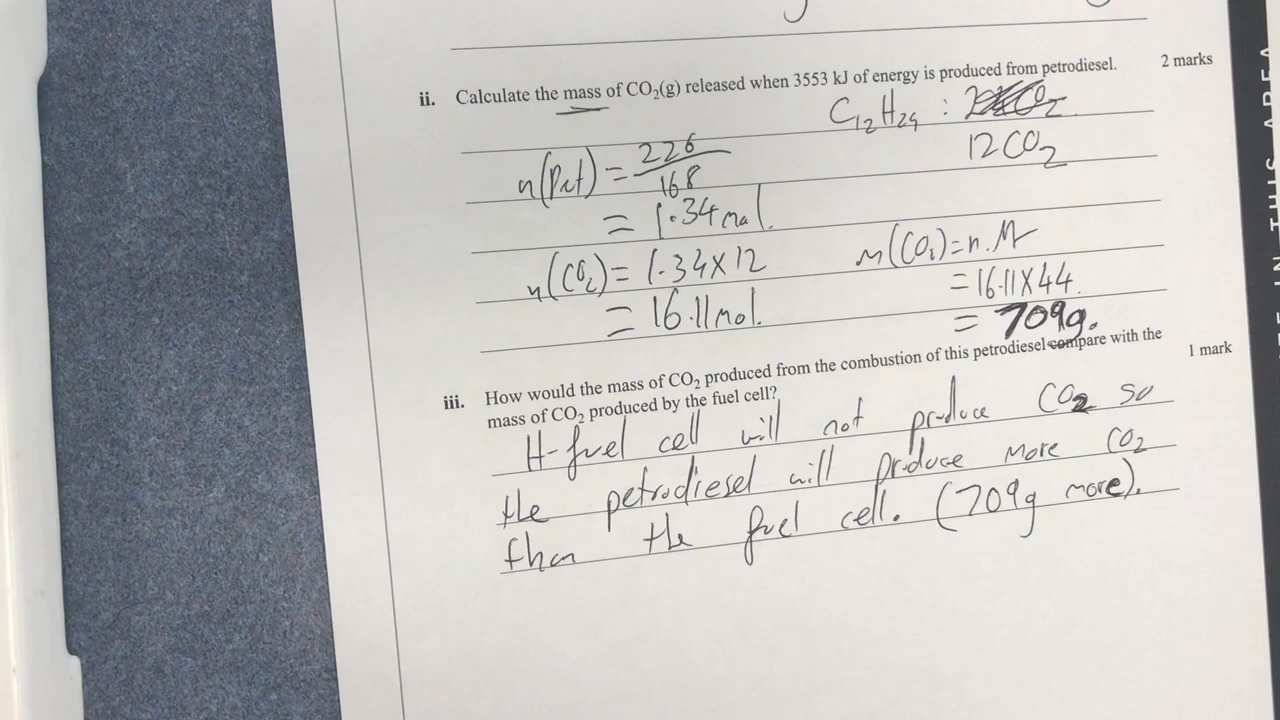 ii. Calculate the mass of CO₂(g) released when 3553 kJ of energy is produced from petrodiesel. 2 marks
C₁₂H₂₄ :
12CO₂
n(Pet) = 226/168
= 1.34 mol.
n(CO₂) = 1.34 × 12
= 16.11 mol.
m(CO₂) = n.M
= 16.11 × 44.
= 709g.
iii. How would the mass of CO₂ produced from the combustion of this petrodiesel compare with the 1 mark
mass of CO₂ produced by the fuel cell?
H-fuel cell will not produce CO₂ so
the petrodiesel will produce more CO₂
than the fuel cell. (709g more).
IN THIS AREA